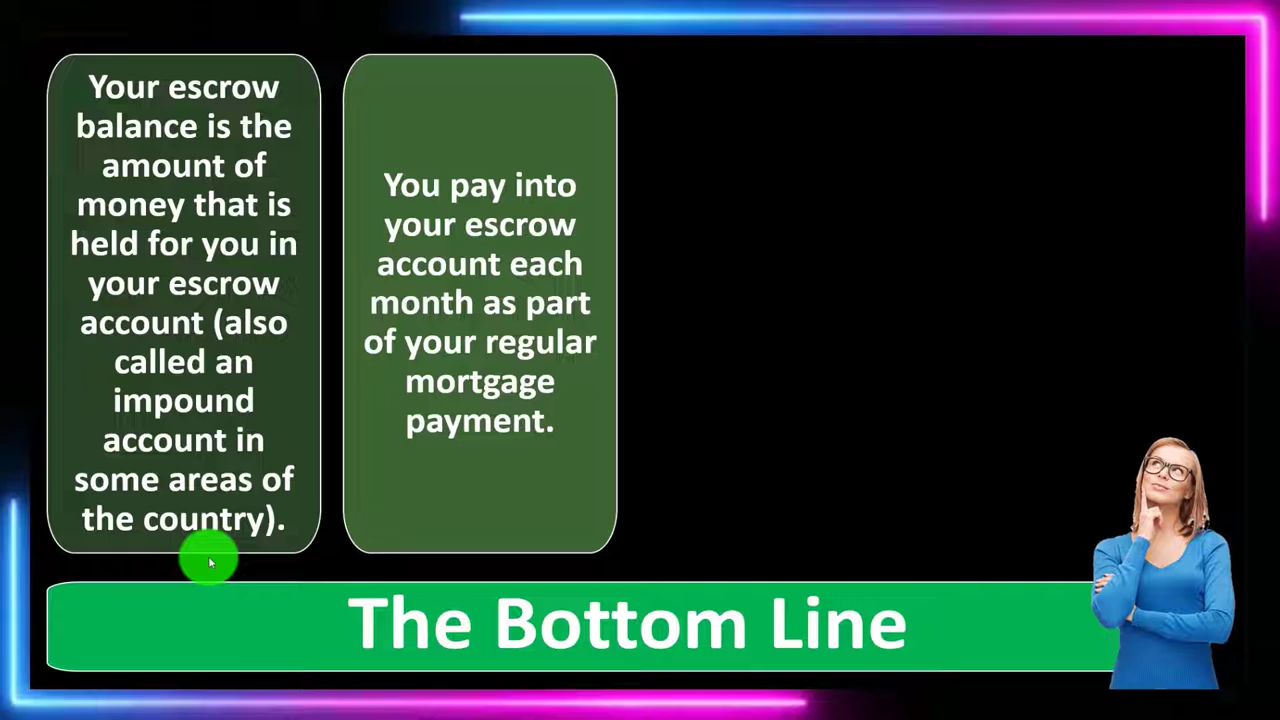 Your escrow
balance is the
amount of
money that is
held for you in
your escrow
account (also
called an
impound
account in
some areas of
the country).
You pay into
your escrow
account each
month as part
of your regular
mortgage
payment.
The Bottom Line